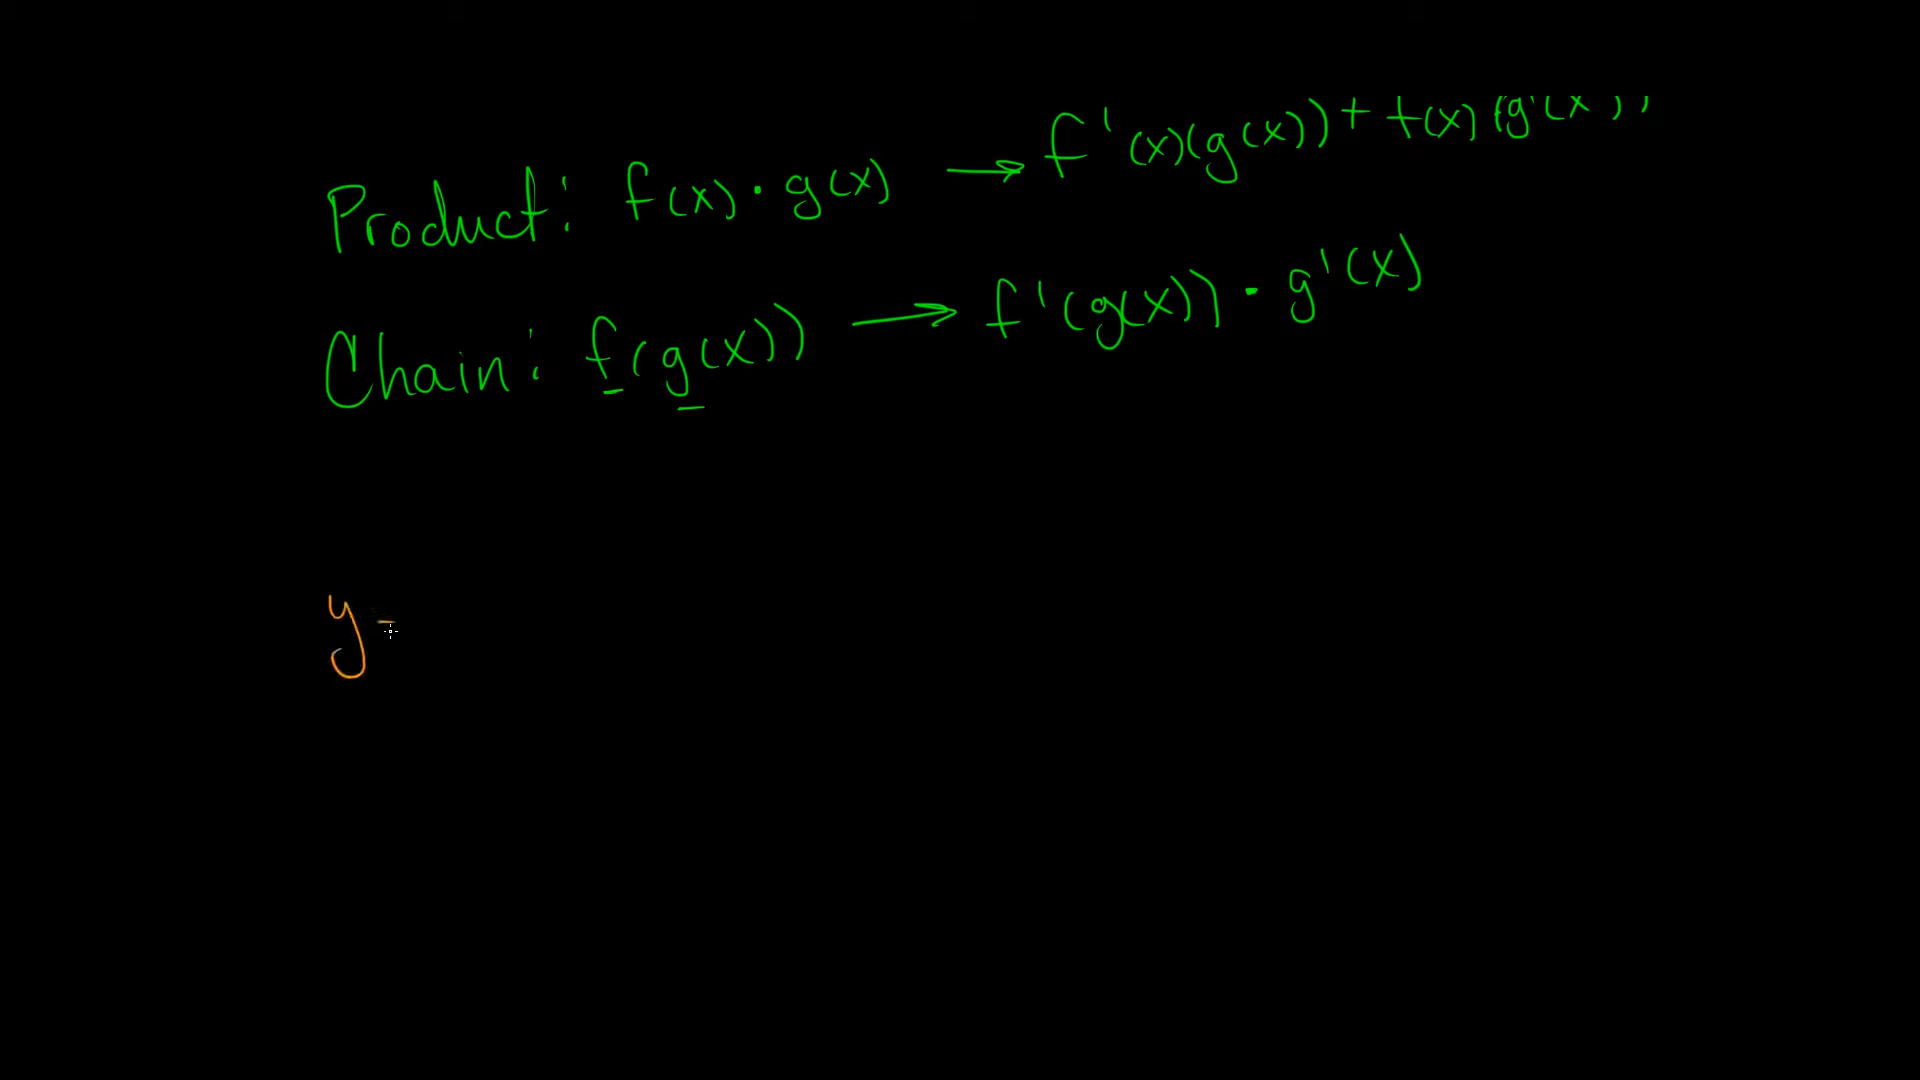 Product: f(x) · g(x) → f'(x)(g(x)) + f(x)(g'(x))
Chain: f(g(x)) → f'(g(x)) · g'(x)
y -